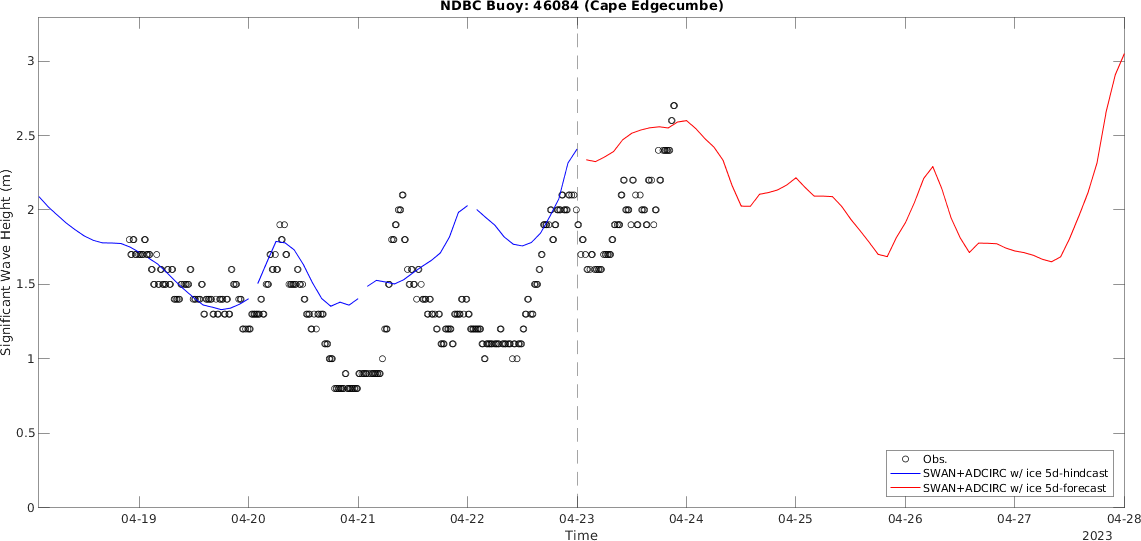 NDBC Buoy: 46084 (Cape Edgecumbe)
Significant Wave Height (m)
3
2.5
2
1.5
1
0.5
0
Obs.
SWAN+ADCIRC w/ ice 5d-hindcast
SWAN+ADCIRC w/ ice 5d-forecast
04-19 04-20 04-21 04-22 04-23 04-24 04-25 04-26 04-27 04-28
Time
2023